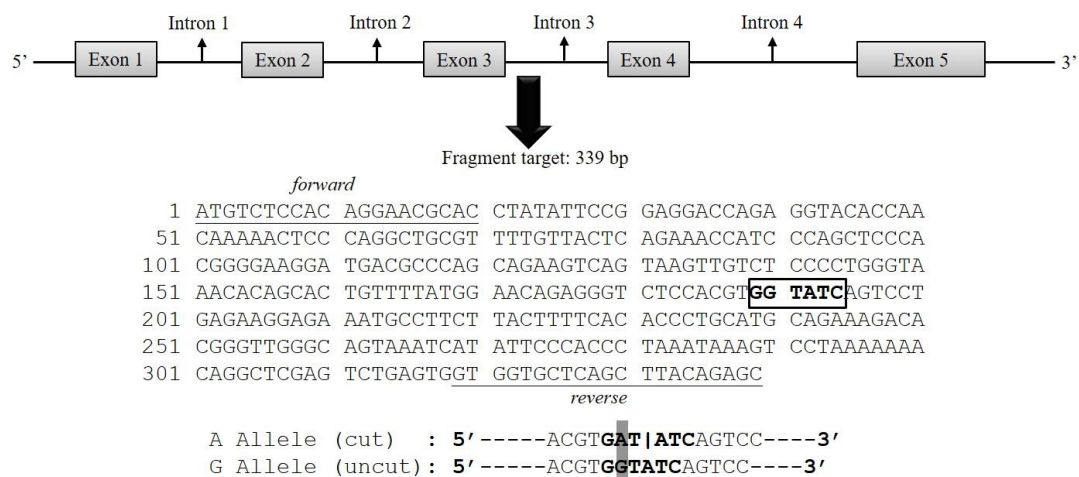 Intron 1 Intron 2 Intron 3 Intron 4
5’ Exon 1 Exon 2 Exon 3 Exon 4 Exon 5 3’
Fragment target: 339 bp
forward
1 ATGTCTCCAC AGGAACGCAC CTATATTCCG GAGGACCAGA GGTACACCAA
51 CAAAAACTCC CAGGCTGCGT TTTGTTACTC AGAAACCATC CCAGCTCCCA
101 CGGGGAAGGA TGACGCCCAG CAGAAGTCAG TAAGTTGTCT CCCCTGGGTA
151 AACACAGCAC TGTTTTATGG AACAGAGGGT CTCCACGTGG TATCAGTCCT
201 GAGAAGGAGA AATGCCTTCT TACTTTTCAC ACCCTGCATG CAGAAAGACA
251 CGGGTTGGGC AGTAAATCAT ATTCCCACCC TAAATAAAGT CCTAAAAAAA
301 CAGGCTCGAG TCTGAGTGGT GGTGCTCAGC TTACAGAGC
reverse
A Allele (cut) : 5’-----ACGTGAT|ATCAGTCC----3’
G Allele (uncut): 5’-----ACGTGGTATCAGTCC----3’